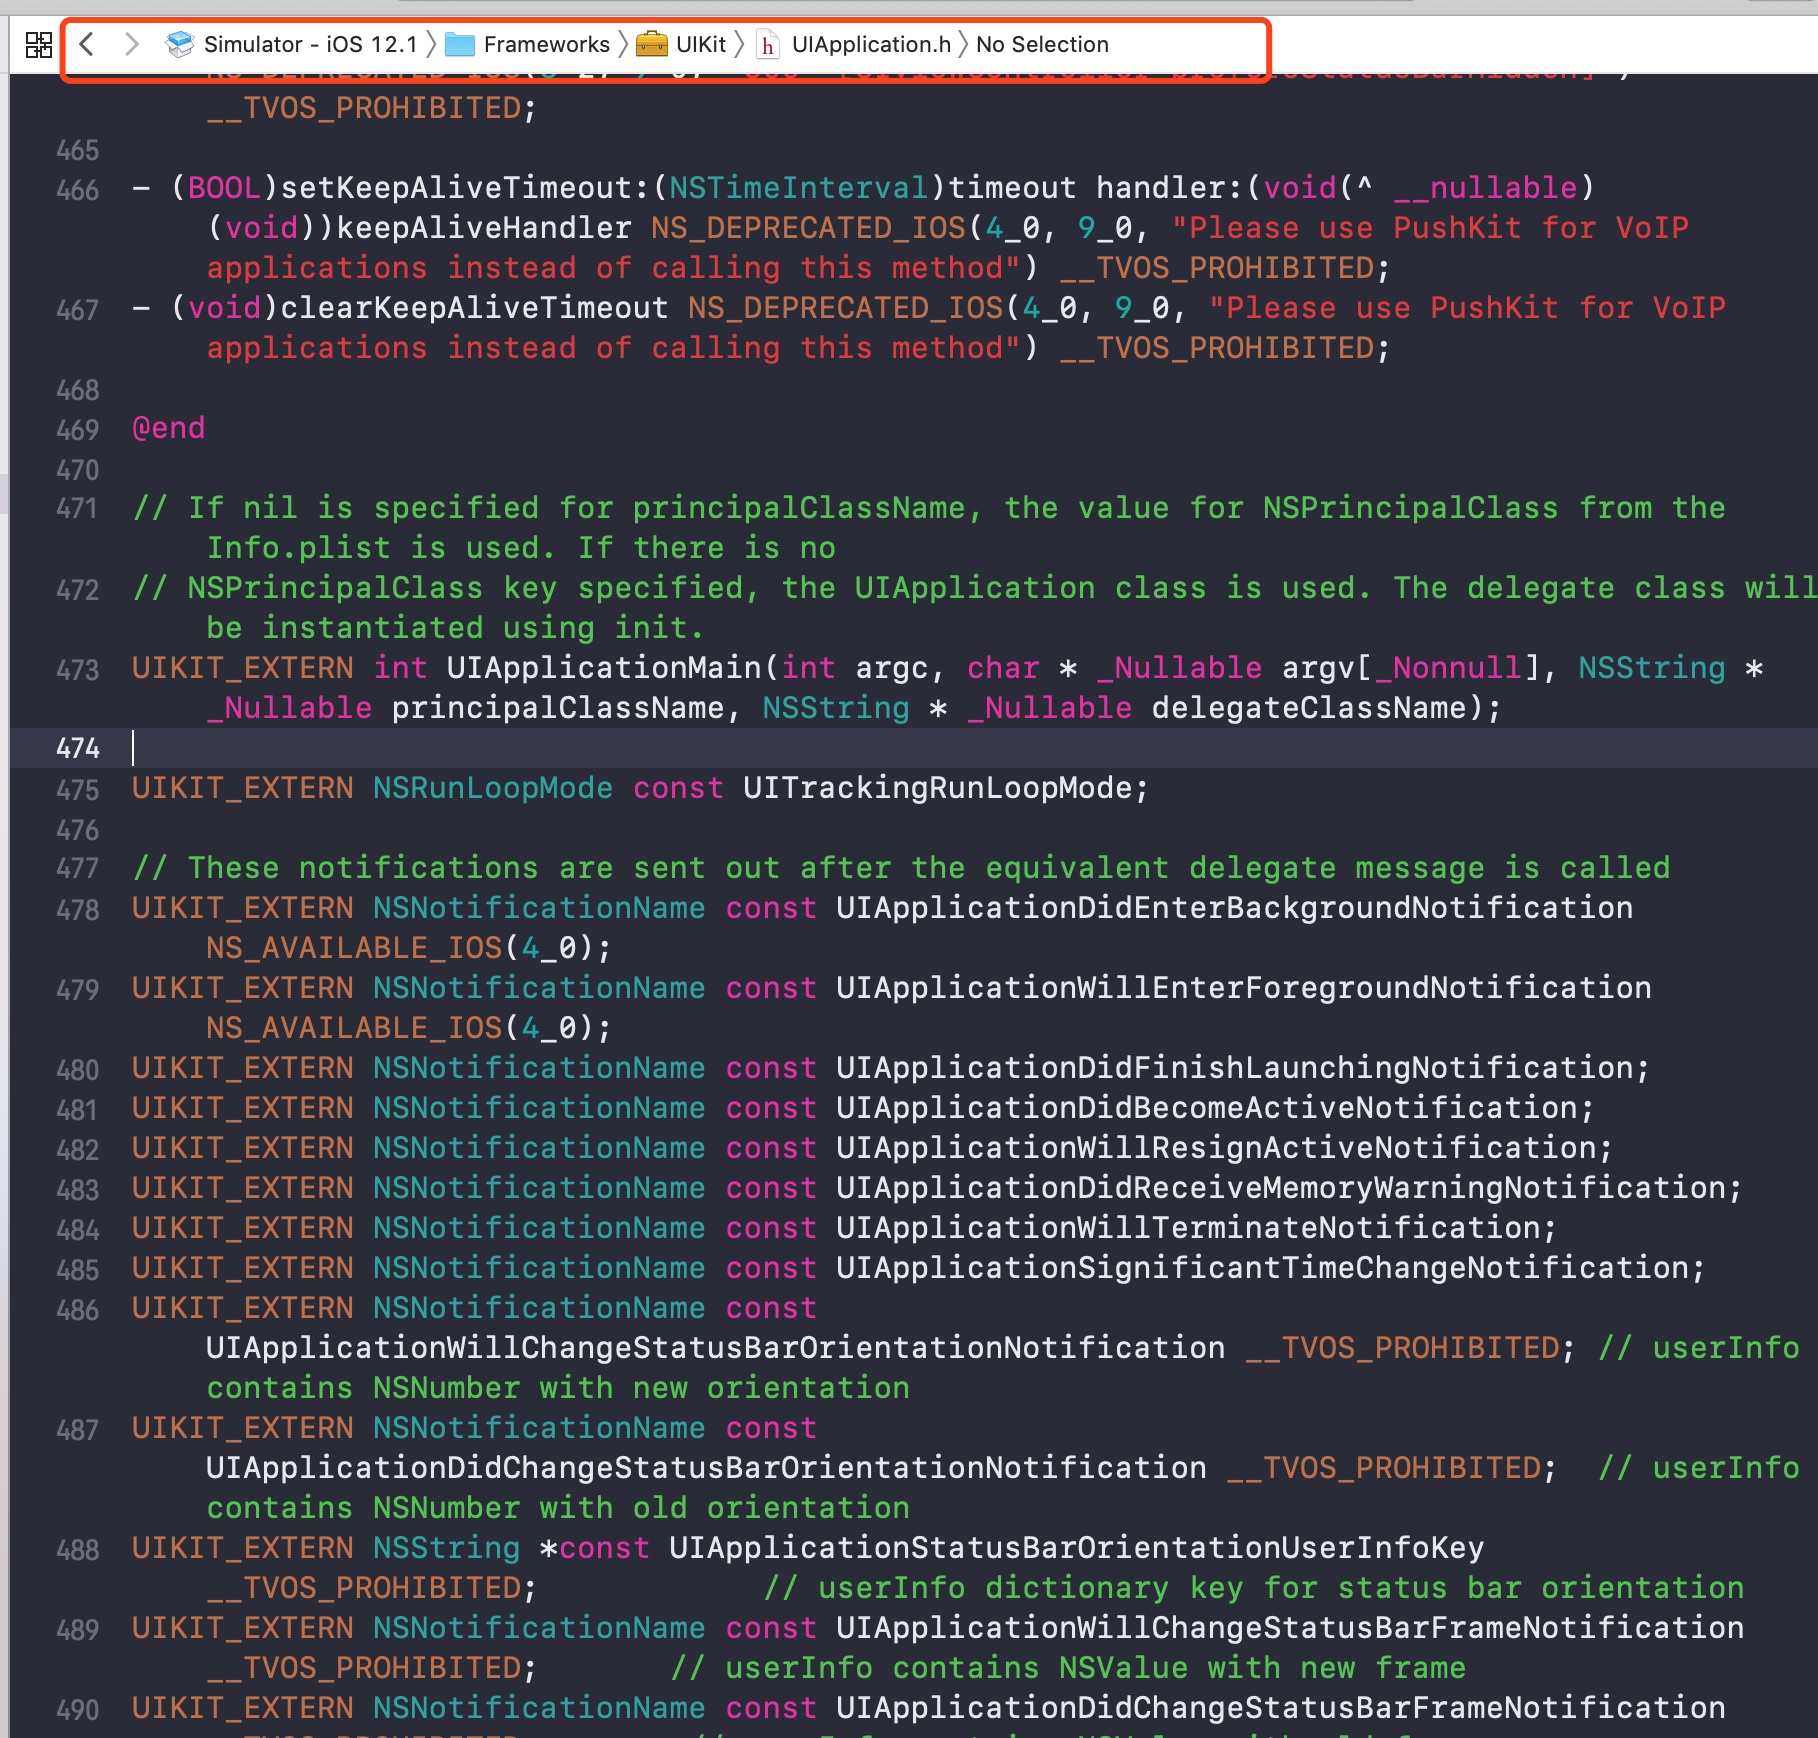 Simulator - iOS 12.1 〉 Frameworks 〉 UIKit 〉 h UIApplication.h 〉 No Selection
__TVOS_PROHIBITED;
465
466 - (BOOL)setKeepAliveTimeout:(NSTimeInterval)timeout handler:(void(^ __nullable)
(void))keepAliveHandler NS_DEPRECATED_IOS(4_0, 9_0, "Please use PushKit for VoIP
applications instead of calling this method") __TVOS_PROHIBITED;
467 - (void)clearKeepAliveTimeout NS_DEPRECATED_IOS(4_0, 9_0, "Please use PushKit for VoIP
applications instead of calling this method") __TVOS_PROHIBITED;
468
469 @end
470
471 // If nil is specified for principalClassName, the value for NSPrincipalClass from the
Info.plist is used. If there is no
472 // NSPrincipalClass key specified, the UIApplication class is used. The delegate class will
be instantiated using init.
473 UIKIT_EXTERN int UIApplicationMain(int argc, char * _Nullable argv[_Nonnull], NSString *
_Nullable principalClassName, NSString * _Nullable delegateClassName);
474
475 UIKIT_EXTERN NSRunLoopMode const UITrackingRunLoopMode;
476
477 // These notifications are sent out after the equivalent delegate message is called
478 UIKIT_EXTERN NSNotificationName const UIApplicationDidEnterBackgroundNotification
NS_AVAILABLE_IOS(4_0);
479 UIKIT_EXTERN NSNotificationName const UIApplicationWillEnterForegroundNotification
NS_AVAILABLE_IOS(4_0);
480 UIKIT_EXTERN NSNotificationName const UIApplicationDidFinishLaunchingNotification;
481 UIKIT_EXTERN NSNotificationName const UIApplicationDidBecomeActiveNotification;
482 UIKIT_EXTERN NSNotificationName const UIApplicationWillResignActiveNotification;
483 UIKIT_EXTERN NSNotificationName const UIApplicationDidReceiveMemoryWarningNotification;
484 UIKIT_EXTERN NSNotificationName const UIApplicationWillTerminateNotification;
485 UIKIT_EXTERN NSNotificationName const UIApplicationSignificantTimeChangeNotification;
486 UIKIT_EXTERN NSNotificationName const
UIApplicationWillChangeStatusBarOrientationNotification __TVOS_PROHIBITED; // userInfo
contains NSNumber with new orientation
487 UIKIT_EXTERN NSNotificationName const
UIApplicationDidChangeStatusBarOrientationNotification __TVOS_PROHIBITED;  // userInfo
contains NSNumber with old orientation
488 UIKIT_EXTERN NSString *const UIApplicationStatusBarOrientationUserInfoKey
__TVOS_PROHIBITED;            // userInfo dictionary key for status bar orientation
489 UIKIT_EXTERN NSNotificationName const UIApplicationWillChangeStatusBarFrameNotification
__TVOS_PROHIBITED;       // userInfo contains NSValue with new frame
490 UIKIT_EXTERN NSNotificationName const UIApplicationDidChangeStatusBarFrameNotification